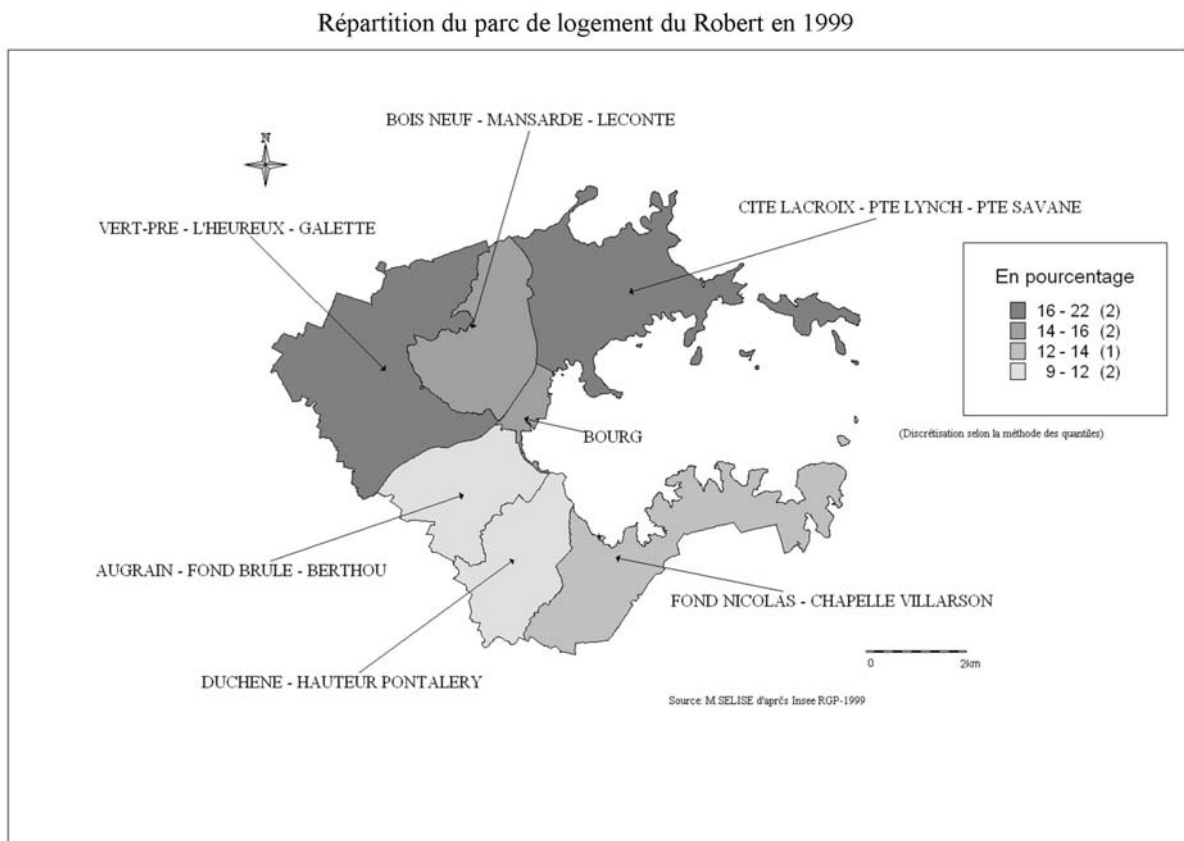 Répartition du parc de logement du Robert en 1999
BOIS NEUF - MANSARDE - LECONTE
N
CITE LACROIX - PTE LYNCH - PTE SAVANE
VERT-PRE - L'HEUREUX - GALETTE
En pourcentage
16 - 22 (2)
14 - 16 (2)
12 - 14 (1)
9 - 12 (2)
(Discrétisation selon la méthode des quantiles)
BOURG
AUGRAIN - FOND BRULE - BERTHOU
FOND NICOLAS - CHAPELLE VILLARSON
0 2km
DUCHENE - HAUTEUR PONTALERY
Source: M.SELISE d'aprés Insee RGP-1999